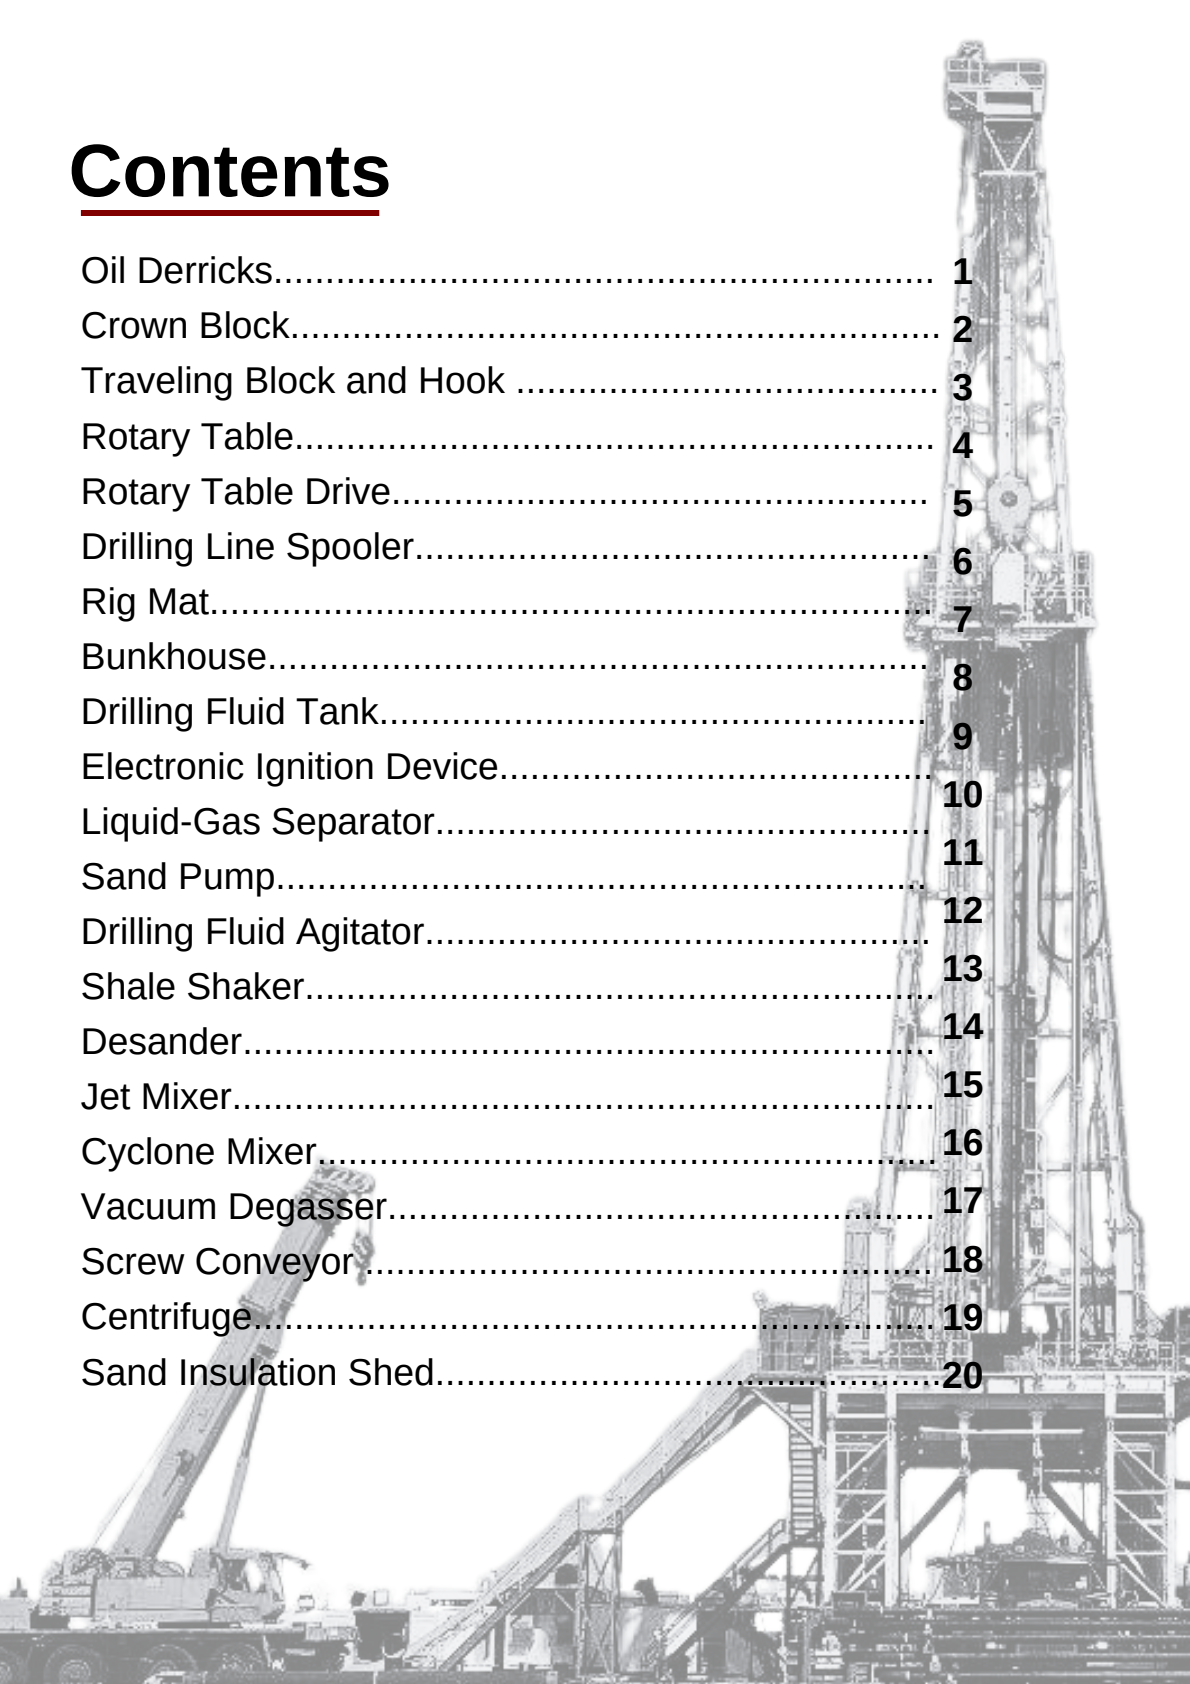 Contents
Oil Derricks................................................................
Crown Block...............................................................
Traveling Block and Hook .........................................
Rotary Table..............................................................
Rotary Table Drive....................................................
Drilling Line Spooler..................................................
Rig Mat......................................................................
Bunkhouse................................................................
Drilling Fluid Tank.....................................................
Electronic Ignition Device..........................................
Liquid-Gas Separator................................................
Sand Pump...............................................................
Drilling Fluid Agitator.................................................
Shale Shaker.............................................................
Desander...................................................................
Jet Mixer....................................................................
Cyclone Mixer............................................................
Vacuum Degasser.....................................................
Screw Conveyor.......................................................
Centrifuge..................................................................
Sand Insulation Shed.................................................
1
2
3
4
5
6
7
8
9
10
11
12
13
14
15
16
17
18
19
20